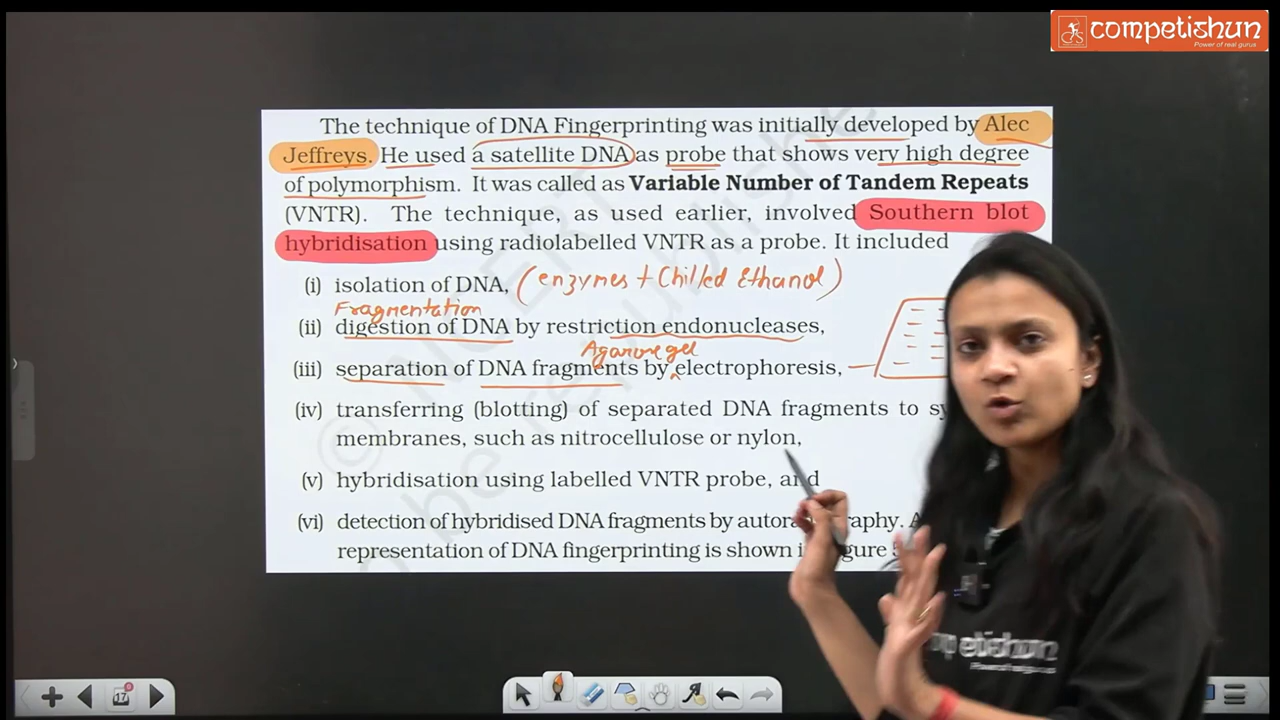 competishun
Power of real gurus
The technique of DNA Fingerprinting was initially developed by Alec
Jeffreys. He used a satellite DNA as probe that shows very high degree
of polymorphism. It was called as Variable Number of Tandem Repeats
(VNTR). The technique, as used earlier, involved Southern blot
hybridisation using radiolabelled VNTR as a probe. It included
(i) isolation of DNA, (enzymes + Chilled Ethanol)
Fragmentation
(ii) digestion of DNA by restriction endonucleases,
Agarose gel
(iii) separation of DNA fragments by electrophoresis,
(iv) transferring (blotting) of separated DNA fragments to
membranes, such as nitrocellulose or nylon,
(v) hybridisation using labelled VNTR probe, and
(vi) detection of hybridised DNA fragments by
representation of DNA fingerprinting is shown
17